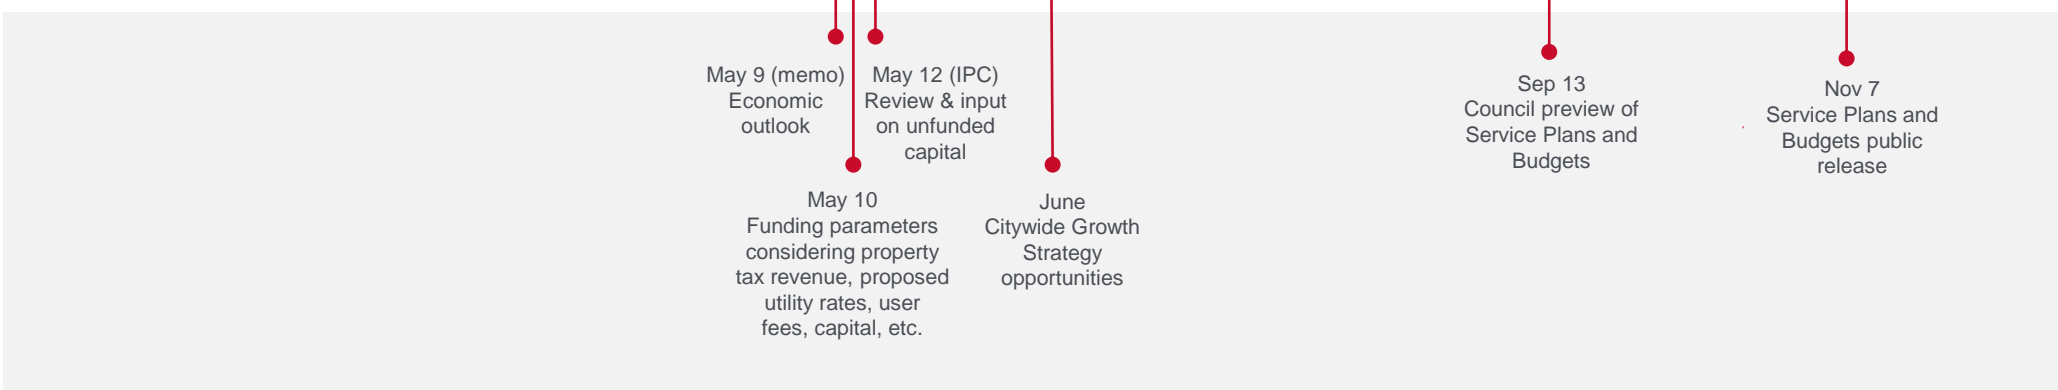 May 9 (memo)
Economic
outlook
May 12 (IPC)
Review & input
on unfunded
capital
May 10
Funding parameters
considering property
tax revenue, proposed
utility rates, user
fees, capital, etc.
June
Citywide Growth
Strategy
opportunities
Sep 13
Council preview of
Service Plans and
Budgets
Nov 7
Service Plans and
Budgets public
release